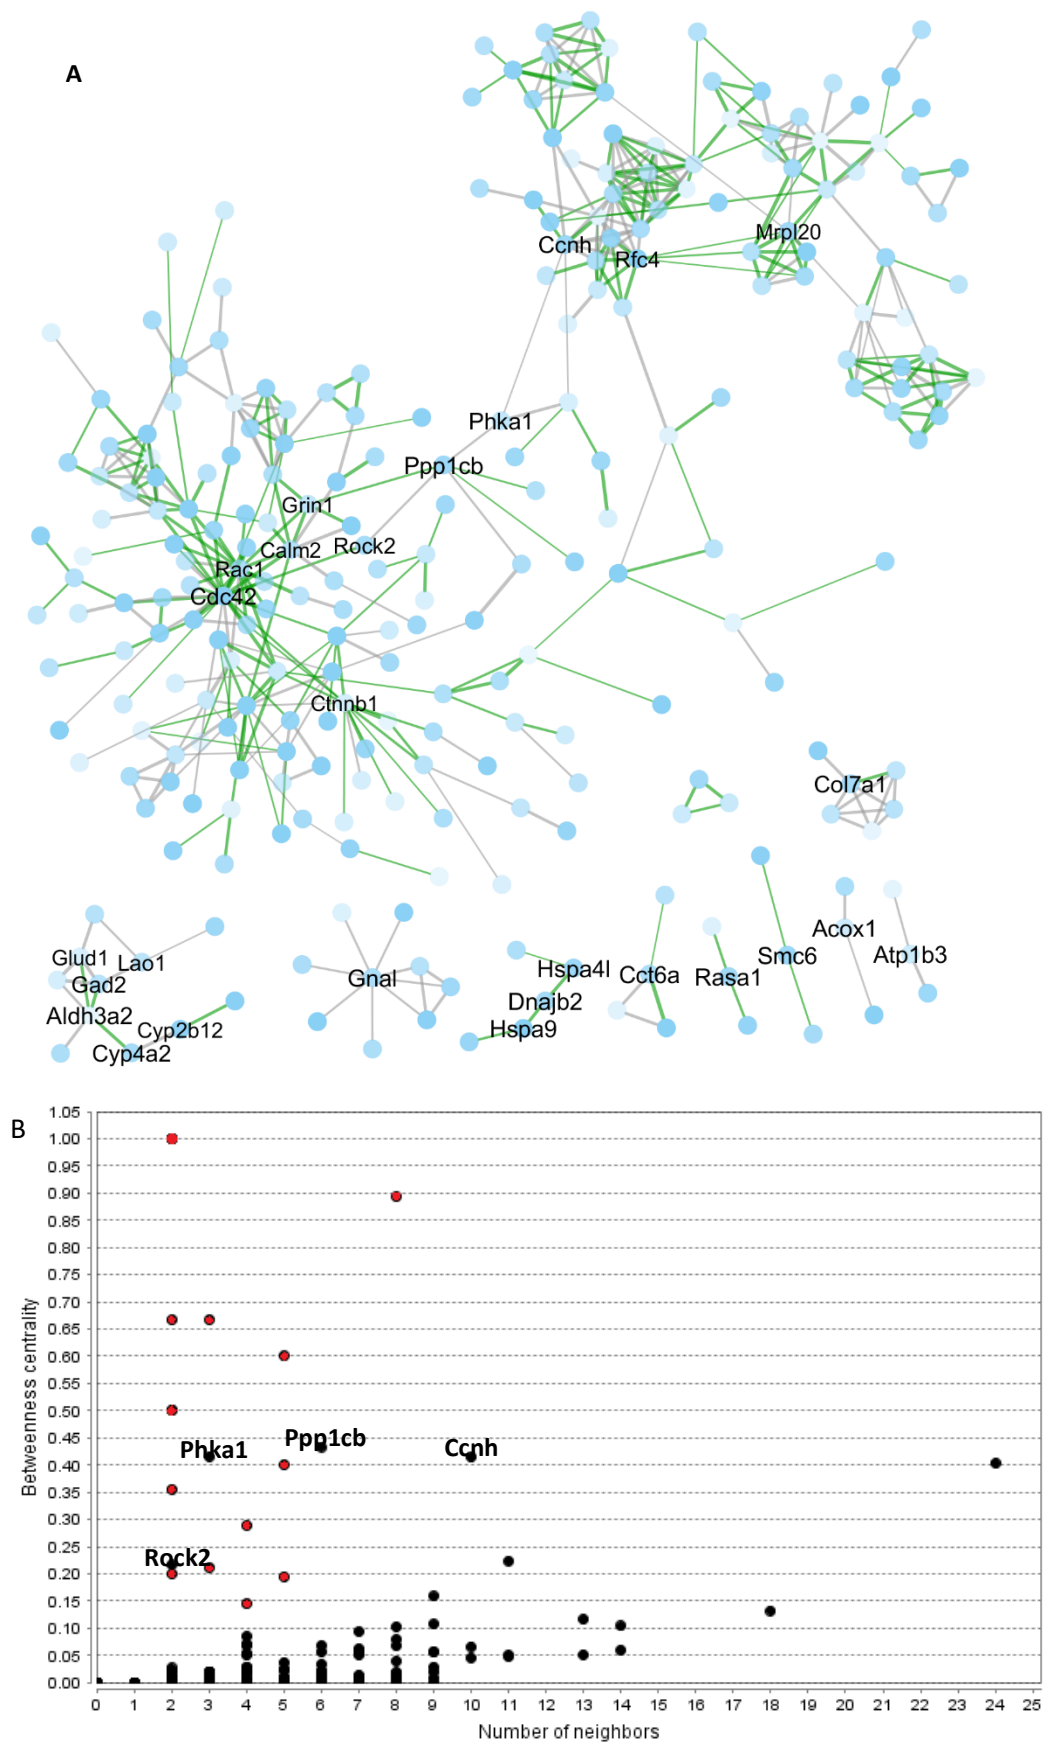 A
Ccnh
Rfc4
Mrpl20
Phka1
Ppp1cb
Grin1
Calm2
Rock2
Rac1
Cdc42
Ctnnb1
Col7a1
Glud1
Lao1
Gad2
Aldh3a2
Cyp2b12
Cyp4a2
Gnal
Hspa4l
Dnajb2
Hspa9
Cct6a
Rasa1
Smc6
Acox1
Atp1b3
B
1.05
1.00
0.95
0.90
0.85
0.80
0.75
0.70
0.65
0.60
0.55
0.50
0.45
0.40
0.35
0.30
0.25
0.20
0.15
0.10
0.05
0.00
Betweenness centrality
Phka1
Ppp1cb
Ccnh
Rock2
0 1 2 3 4 5 6 7 8 9 10 11 12 13 14 15 16 17 18 19 20 21 22 23 24 25
Number of neighbors